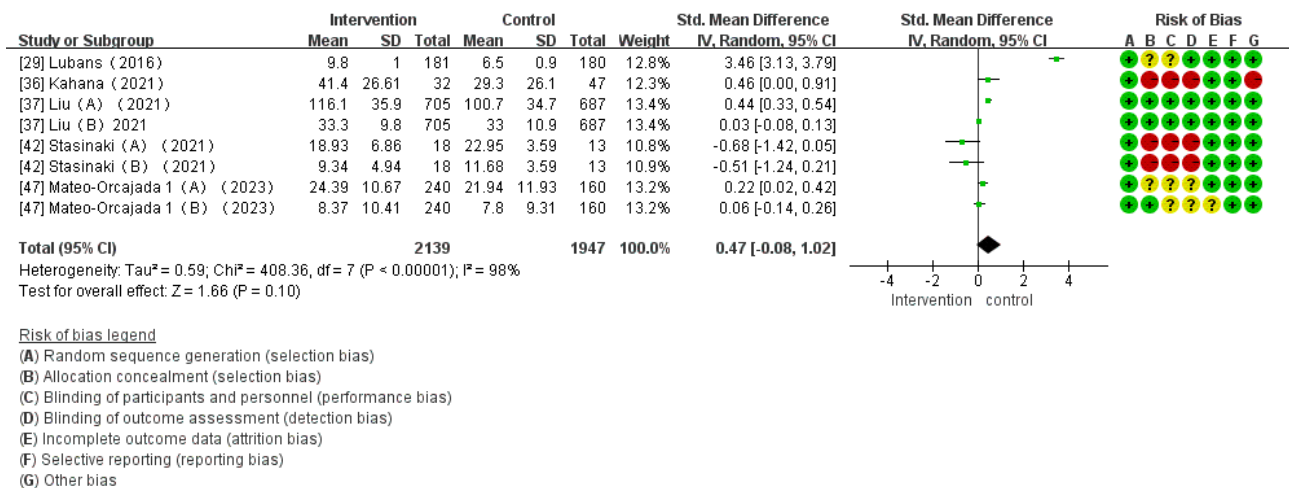 Intervention Control Std. Mean Difference Std. Mean Difference Risk of Bias
Study or Subgroup Mean SD Total Mean SD Total Weight IV, Random, 95% CI IV, Random, 95% CI A B C D E F G
[29] Lubans (2016) 9.8 1 181 6.5 0.9 180 12.8% 3.46 [3.13, 3.79] + ? ? + + + +
[36] Kahana (2021) 41.4 26.61 32 29.3 26.1 47 12.3% 0.46 [0.00, 0.91] + - - - + + -
[37] Liu (A) (2021) 116.1 35.9 705 100.7 34.7 687 13.4% 0.44 [0.33, 0.54] + + + + + + +
[37] Liu (B) 2021 33.3 9.8 705 33 10.9 687 13.4% 0.03 [-0.08, 0.13] + + + + + + +
[42] Stasinaki (A) (2021) 18.93 6.86 18 22.95 3.59 13 10.9% -0.68 [-1.42, 0.05] + - - - + + +
[42] Stasinaki (B) (2021) 9.34 4.94 18 11.68 3.59 13 10.9% -0.51 [-1.24, 0.21] + - - - + + +
[47] Mateo-Orcajada 1 (A) (2023) 24.39 10.67 240 21.94 11.93 160 13.2% 0.22 [0.02, 0.42] + ? ? ? + + +
[47] Mateo-Orcajada 1 (B) (2023) 8.37 10.41 240 7.8 9.31 160 13.2% 0.06 [-0.14, 0.26] + + ? ? ? + +
Total (95% CI) 2139 1947 100.0% 0.47 [-0.08, 1.02]
Heterogeneity: Tau² = 0.59; Chi² = 408.36, df = 7 (P < 0.00001); I² = 98%
Test for overall effect: Z = 1.66 (P = 0.10)
-4 -2 0 2 4
Intervention control
Risk of bias legend
(A) Random sequence generation (selection bias)
(B) Allocation concealment (selection bias)
(C) Blinding of participants and personnel (performance bias)
(D) Blinding of outcome assessment (detection bias)
(E) Incomplete outcome data (attrition bias)
(F) Selective reporting (reporting bias)
(G) Other bias